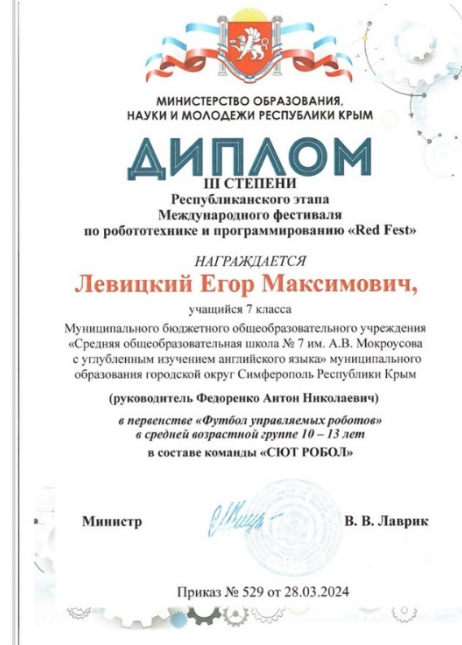 МИНИСТЕРСТВО ОБРАЗОВАНИЯ,
НАУКИ И МОЛОДЕЖИ РЕСПУБЛИКИ КРЫМ
ДИПЛОМ
III СТЕПЕНИ
Республиканского этапа
Международного фестиваля
по робототехнике и программированию «Red Fest»
НАГРАЖДАЕТСЯ
Левицкий Егор Максимович,
учащийся 7 класса
Муниципального бюджетного общеобразовательного учреждения
«Средняя общеобразовательная школа № 7 им. А.В. Мокроусова
с углубленным изучением английского языка» муниципального
образования городской округ Симферополь Республики Крым
(руководитель Федоренко Антон Николаевич)
в первенстве «Футбол управляемых роботов»
в средней возрастной группе 10 – 13 лет
в составе команды «СЮТ РОБОЛ»
Министр В. В. Лаврик
Приказ № 529 от 28.03.2024